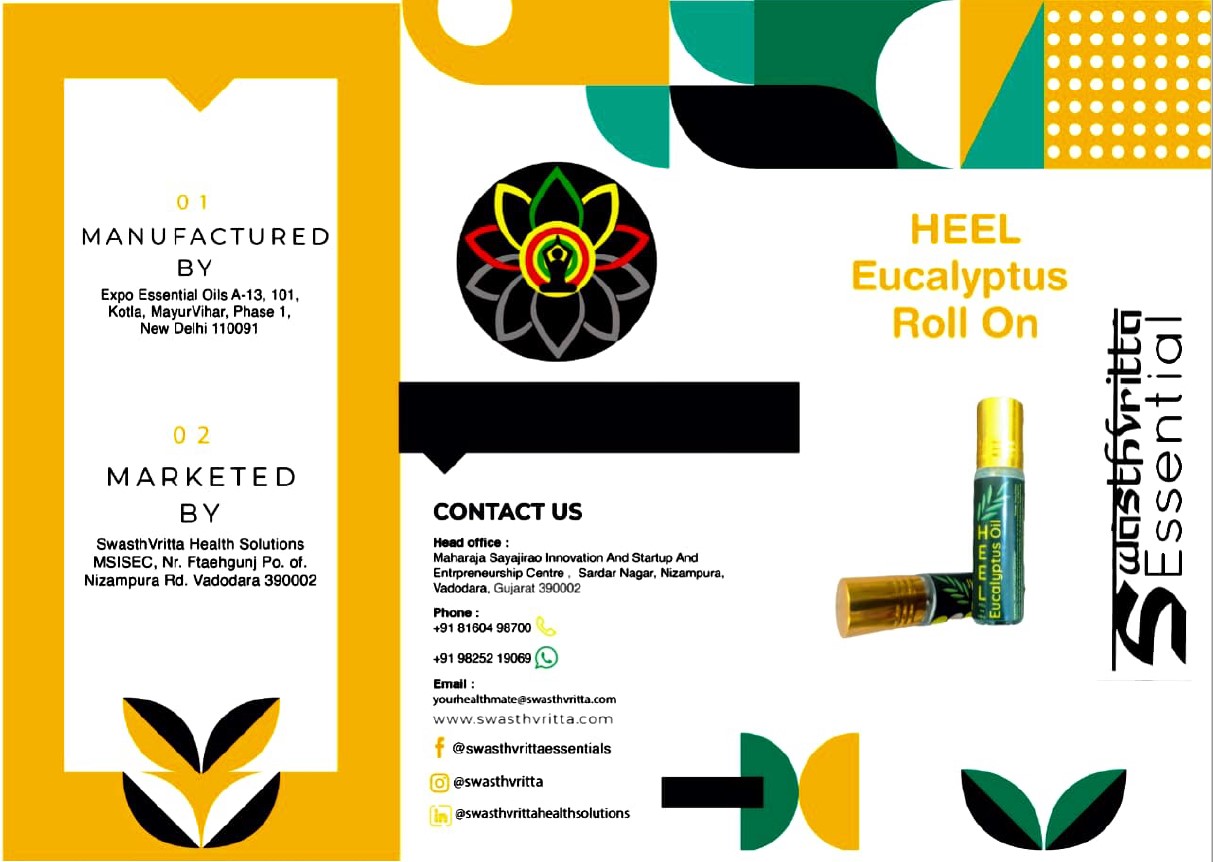 01
MANUFACTURED
BY
Expo Essential Oils A-13, 101,
Kotla, MayurVihar, Phase 1,
New Delhi 110091
02
MARKETED
BY
SwasthVritta Health Solutions
MSISEC, Nr. Ftaehgunj Po. of.
Nizampura Rd. Vadodara 390002
CONTACT US
Head office :
Maharaja Sayajirao Innovation And Startup And
Entrpreneurship Centre , Sardar Nagar, Nizampura,
Vadodara, Gujarat 390002
Phone :
+91 81604 98700
+91 98252 19069
Email :
yourhealthmate@swasthvritta.com
www.swasthvritta.com
@swasthvrittaessentials
@swasthvritta
@swasthvrittahealthsolutions
HEEL
Eucalyptus
Roll On
HEEL
Eucalyptus Oil
Swasthvritta
Essential